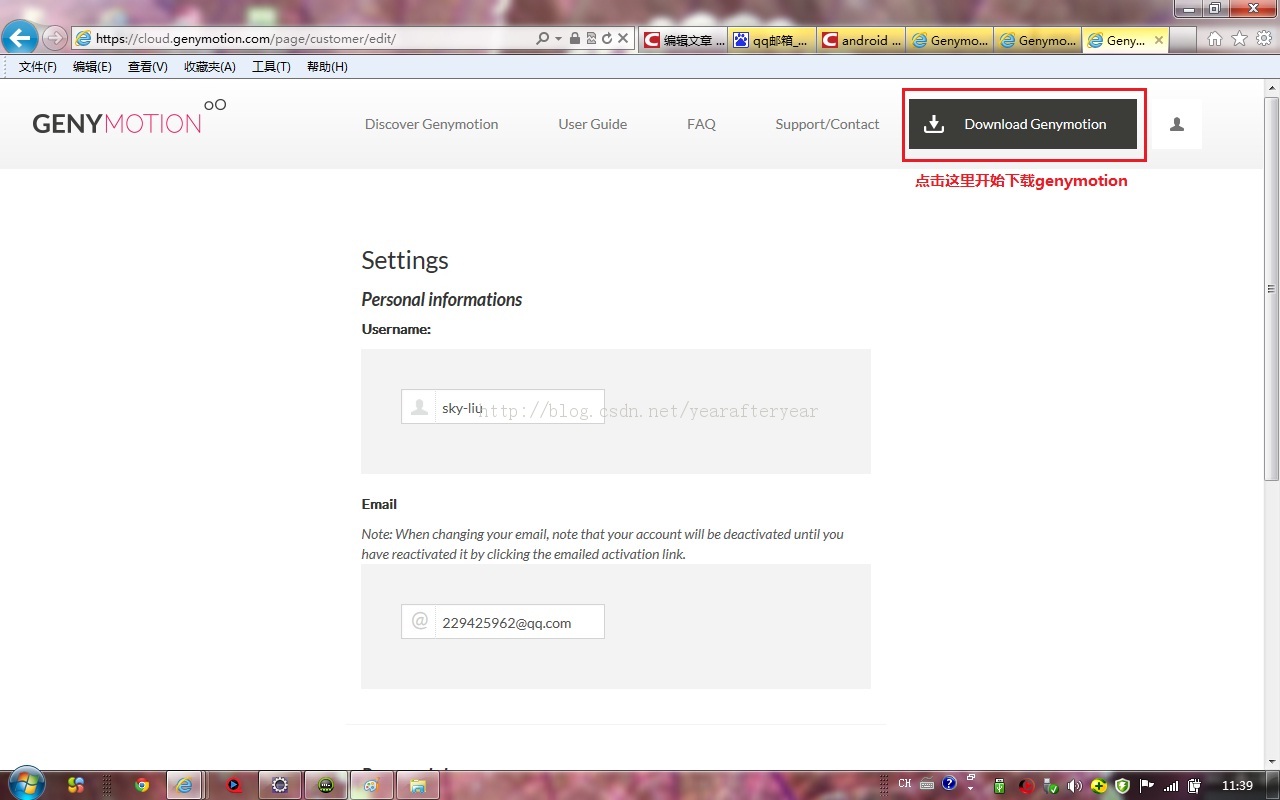 https://cloud.genymotion.com/page/customer/edit/
编辑文章 ...
qq邮箱_...
android ...
Genymo...
Genymo...
Geny...
文件(F) 编辑(E) 查看(V) 收藏夹(A) 工具(T) 帮助(H)
GENYMOTION
Discover Genymotion
User Guide
FAQ
Support/Contact
Download Genymotion
点击这里开始下载genymotion
Settings
Personal informations
Username:
sky-liu
http://blog.csdn.net/yearafteryear
Email
Note: When changing your email, note that your account will be deactivated until you
have reactivated it by clicking the emailed activation link.
@ 229425962@qq.com
CH
11:39